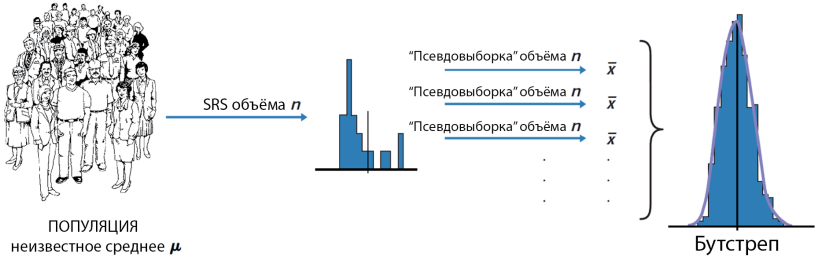 "Псевдовыборка" объёма n
x̅
SRS объёма n
"Псевдовыборка" объёма n
x̅
"Псевдовыборка" объёма n
x̅
ПОПУЛЯЦИЯ
неизвестное среднее μ
Бутстреп